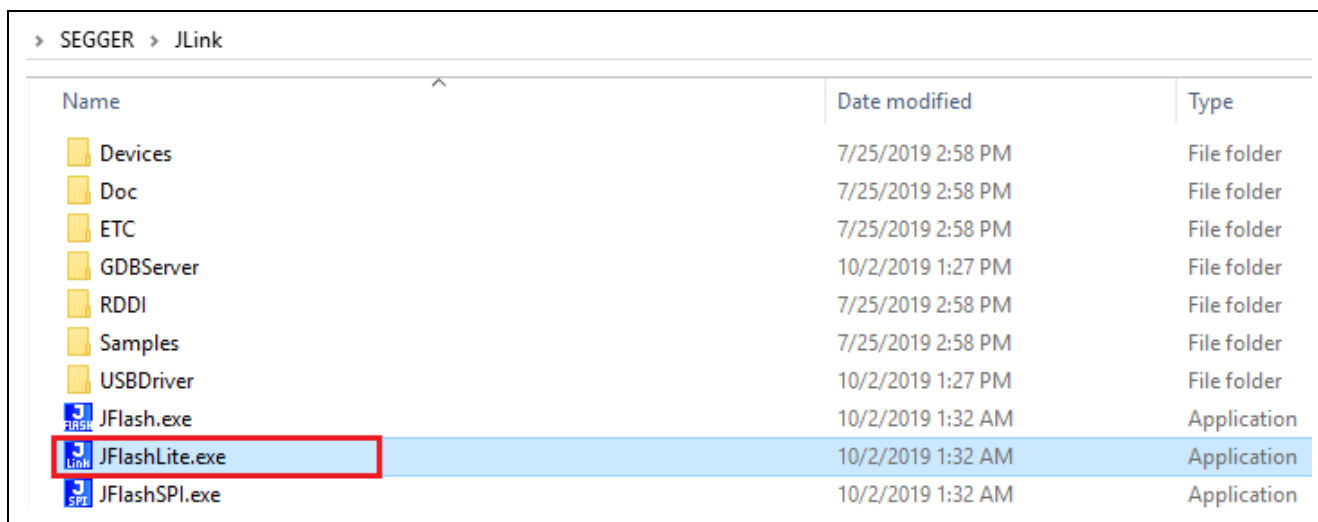 > SEGGER > JLink
Name Date modified Type
Devices 7/25/2019 2:58 PM File folder
Doc 7/25/2019 2:58 PM File folder
ETC 7/25/2019 2:58 PM File folder
GDBServer 10/2/2019 1:27 PM File folder
RDDI 7/25/2019 2:58 PM File folder
Samples 7/25/2019 2:58 PM File folder
USBDriver 10/2/2019 1:27 PM File folder
J FLASH JFlash.exe 10/2/2019 1:32 AM Application
J Link JFlashLite.exe 10/2/2019 1:32 AM Application
J SPI JFlashSPI.exe 10/2/2019 1:32 AM Application